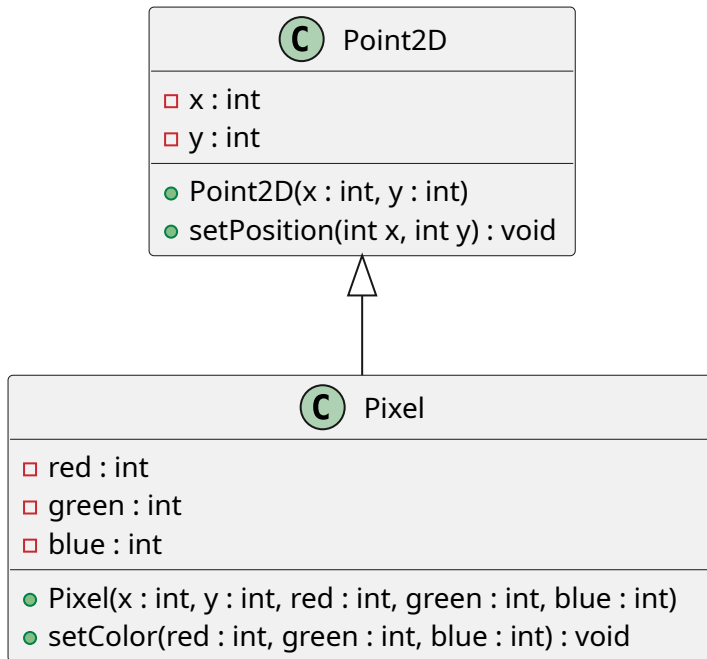 C Point2D
x : int
y : int
Point2D(x : int, y : int)
setPosition(int x, int y) : void
C Pixel
red : int
green : int
blue : int
Pixel(x : int, y : int, red : int, green : int, blue : int)
setColor(red : int, green : int, blue : int) : void